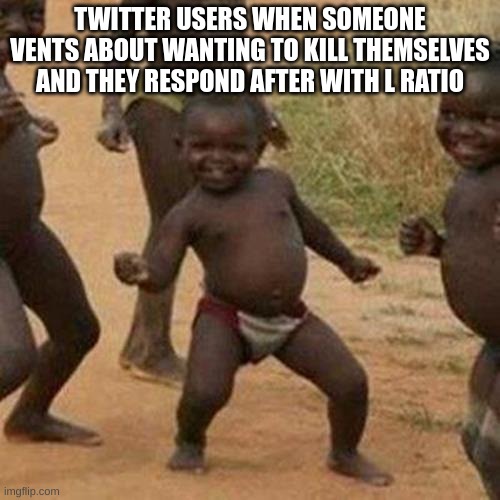 TWITTER USERS WHEN SOMEONE
VENTS ABOUT WANTING TO KILL THEMSELVES
AND THEY RESPOND AFTER WITH L RATIO
imgflip.com